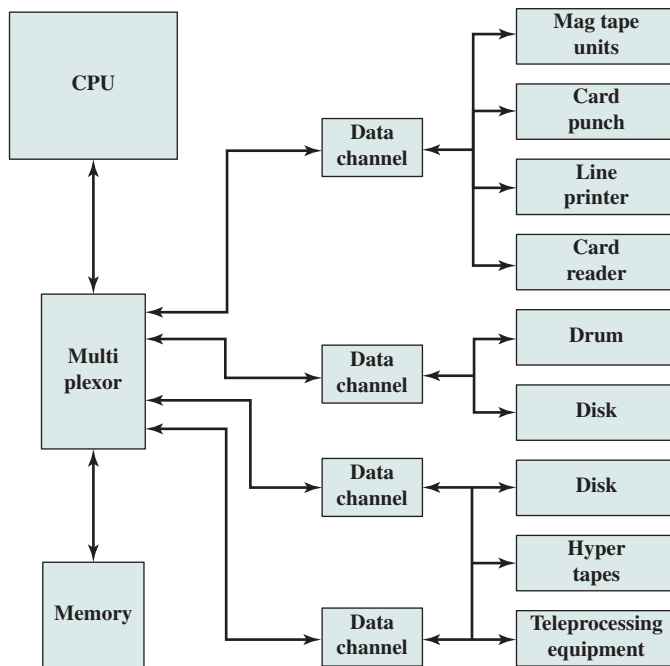 CPU
Multi
plexor
Memory
Data
channel
Data
channel
Data
channel
Data
channel
Mag tape
units
Card
punch
Line
printer
Card
reader
Drum
Disk
Disk
Hyper
tapes
Teleprocessing
equipment